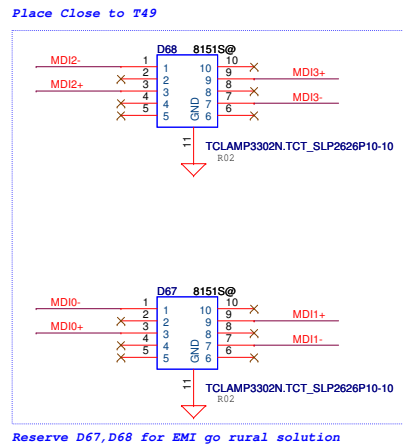 Place Close to T49
D68 8151S@
MDI2- 1 1 10 10
2 2 9 9 MDI3+
MDI2+ 3 3 8 8
4 4 7 7 MDI3-
5 5 6 6
GND
11
TCLAMP3302N.TCT_SLP2626P10-10
R02
D67 8151S@
MDI0- 1 1 10 10
2 2 9 9 MDI1+
MDI0+ 3 3 8 8
4 4 7 7 MDI1-
5 5 6 6
GND
11
TCLAMP3302N.TCT_SLP2626P10-10
R02
Reserve D67,D68 for EMI go rural solution